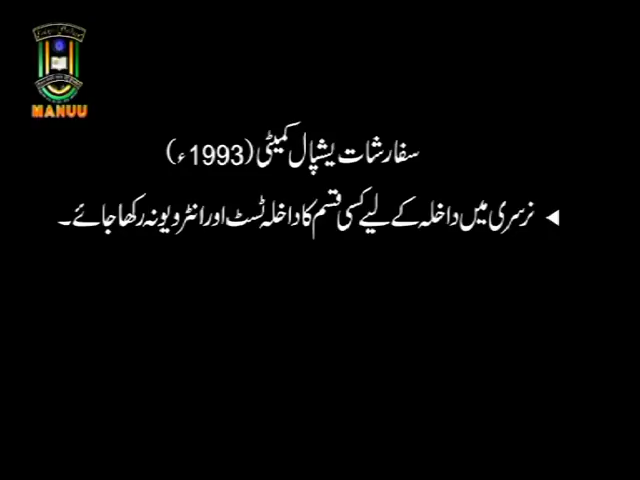 MANUU
سفارشات یشپال کمیٹی (1993ء)
نرسری میں داخلہ کے لیے کسی قسم کا داخلہ ٹسٹ اور انٹرویو نہ رکھا جائے۔